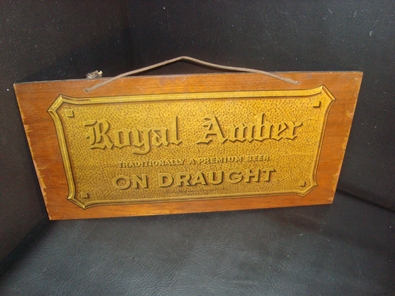 Royal Amber
TRADITIONALLY A PREMIUM BEER
ON DRAUGHT